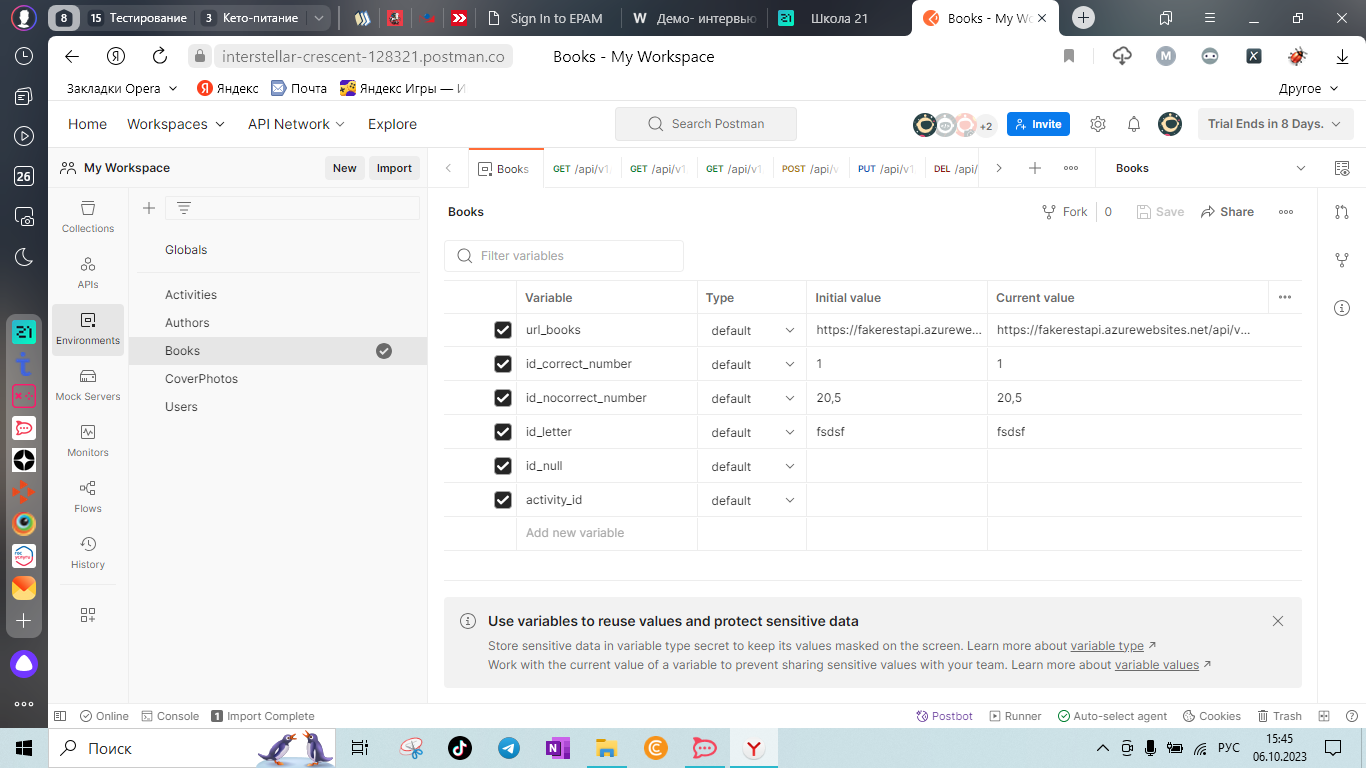 8
15 Тестирование
3 Кето-питание
Sign In to EPAM
W Демо- интервью
21 Школа 21
Books - My Wo
interstellar-crescent-128321.postman.co
Books - My Workspace
Закладки Opera
Яндекс
Почта
Яндекс Игры — И
Другое
Home
Workspaces
API Network
Explore
Search Postman
+2
Invite
Trial Ends in 8 Days.
My Workspace
New
Import
Books
GET /api/v1
GET /api/v1
GET /api/v1
POST /api/v
PUT /api/v1
DEL /api/
Books
26
Collections
APIs
Environments
Mock Servers
Monitors
Flows
History
Globals
Activities
Authors
Books
CoverPhotos
Users
Books
Fork 0
Save
Share
Filter variables
Variable Type Initial value Current value
url_books default https://fakerestapi.azurewe... https://fakerestapi.azurewebsites.net/api/v...
id_correct_number default 1 1
id_nocorrect_number default 20,5 20,5
id_letter default fsdsf fsdsf
id_null default
activity_id default
Add new variable
Use variables to reuse values and protect sensitive data
Store sensitive data in variable type secret to keep its values masked on the screen. Learn more about variable type ↗
Work with the current value of a variable to prevent sharing sensitive values with your team. Learn more about variable values ↗
Online
Console
1 Import Complete
Postbot
Runner
Auto-select agent
Cookies
Trash
Поиск
РУС
15:45
06.10.2023